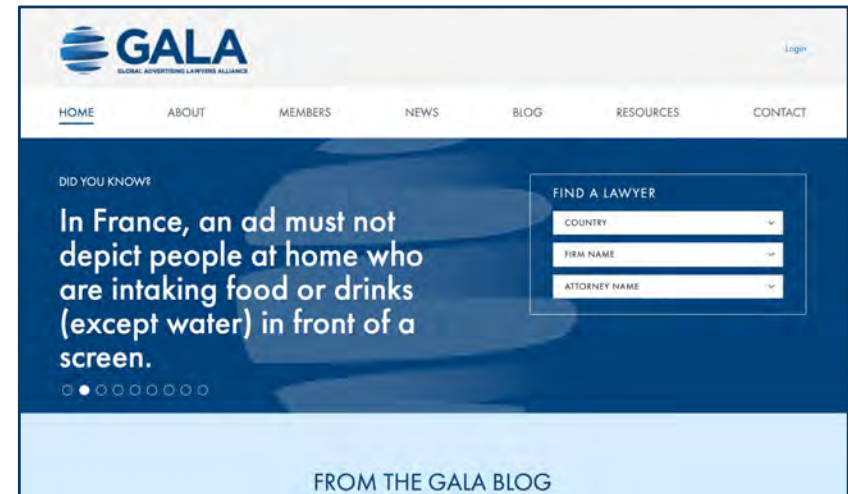 GALA
GLOBAL ADVERTISING LAWYERS ALLIANCE
Login
HOME ABOUT MEMBERS NEWS BLOG RESOURCES CONTACT
DID YOU KNOW?
In France, an ad must not
depict people at home who
are intaking food or drinks
(except water) in front of a
screen.
FIND A LAWYER
COUNTRY
FIRM NAME
ATTORNEY NAME
FROM THE GALA BLOG